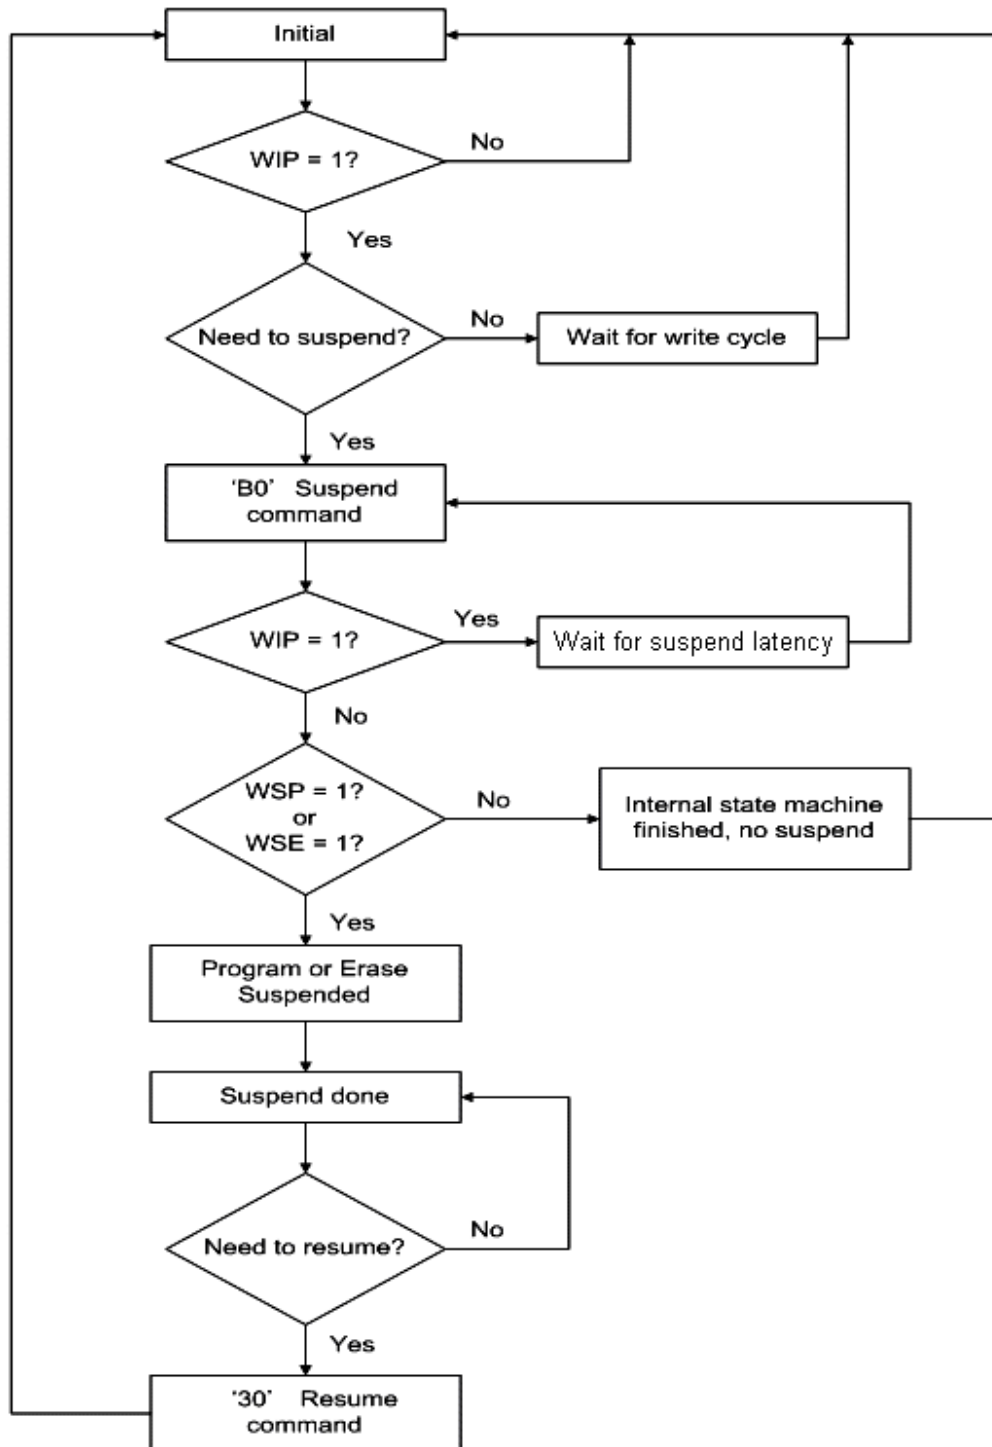 Initial
WIP = 1?
No
Yes
Need to suspend?
No
Wait for write cycle
Yes
‘B0’ Suspend
command
WIP = 1?
Yes
Wait for suspend latency
No
WSP = 1?
or
WSE = 1?
No
Internal state machine
finished, no suspend
Yes
Program or Erase
Suspended
Suspend done
Need to resume?
No
Yes
‘30’ Resume
command